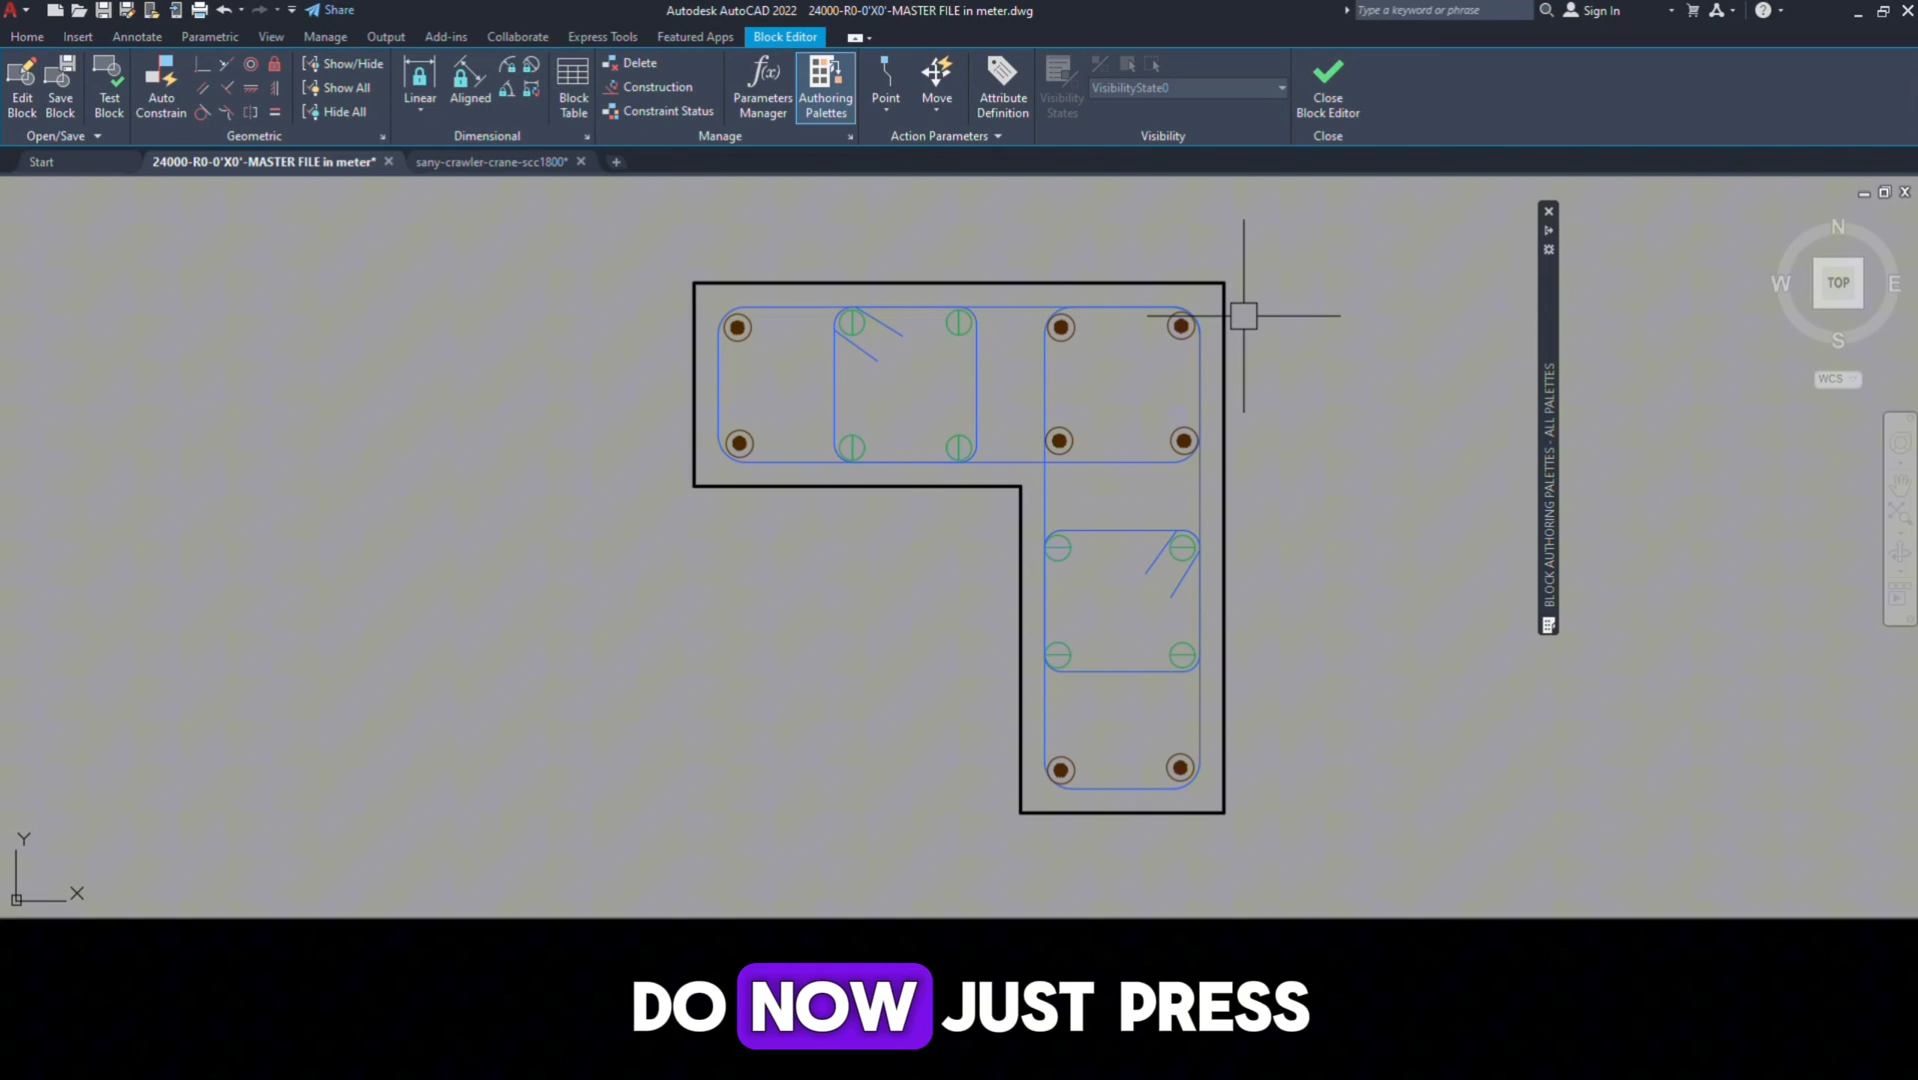 Share
Autodesk AutoCAD 2022 24000-R0-0'X0'-MASTER FILE in meter.dwg
Type a keyword or phrase
Sign In
Home Insert Annotate Parametric View Manage Output Add-ins Collaborate Express Tools Featured Apps Block Editor
Edit Block
Save Block
Test Block
Auto Constrain
Show/Hide
Show All
Hide All
Linear
Aligned
Block Table
Delete
Construction
Constraint Status
Parameters Manager
Authoring Palettes
Point
Move
Attribute Definition
Visibility States
VisibilityState0
Close Block Editor
Open/Save Geometric Dimensional Manage Action Parameters Visibility Close
Start 24000-R0-0'X0'-MASTER FILE in meter* sany-crawler-crane-scc1800*
BLOCK AUTHORING PALETTES - ALL PALETTES
N
W TOP E
S
WCS
Y
X
DO NOW JUST PRESS